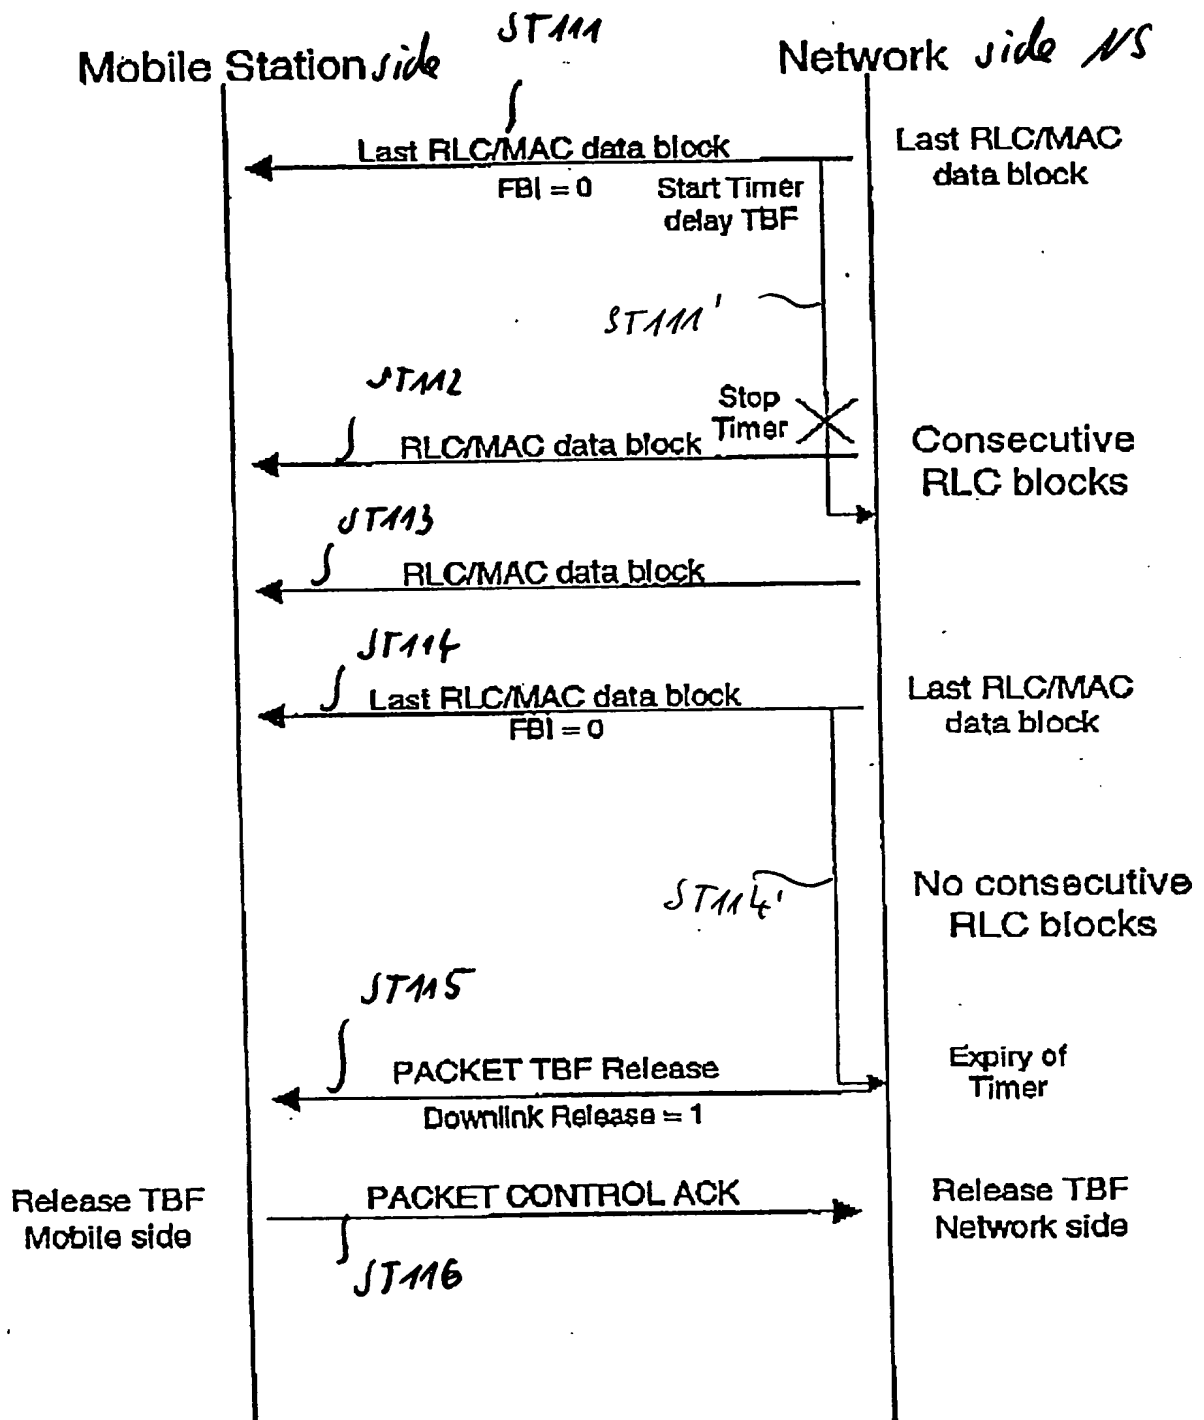 ST111
Mobile Station side
Network side NS
Last RLC/MAC data block
FBI = 0
Start Timer
delay TBF
Last RLC/MAC
data block
ST111'
ST112
Stop
Timer
RLC/MAC data block
Consecutive
RLC blocks
ST113
RLC/MAC data block
ST114
Last RLC/MAC data block
FBI = 0
Last RLC/MAC
data block
ST114'
No consecutive
RLC blocks
ST115
PACKET TBF Release
Downlink Release = 1
Expiry of
Timer
Release TBF
Mobile side
PACKET CONTROL ACK
Release TBF
Network side
ST116